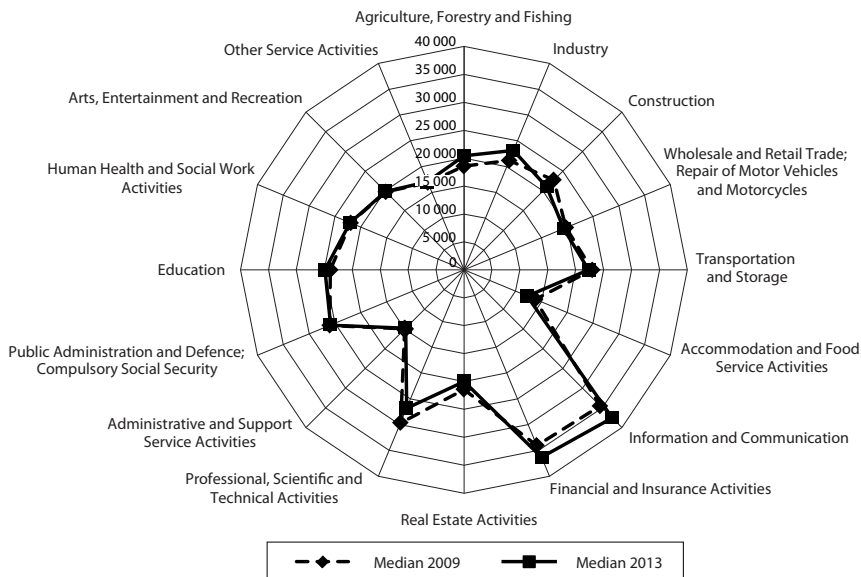 Agriculture, Forestry and Fishing
40 000
35 000
30 000
25 000
20 000
15 000
10 000
5 000
0
Industry
Construction
Wholesale and Retail Trade;
Repair of Motor Vehicles
and Motorcycles
Transportation
and Storage
Accommodation and Food
Service Activities
Information and Communication
Financial and Insurance Activities
Real Estate Activities
Professional, Scientific and
Technical Activities
Administrative and Support
Service Activities
Public Administration and Defence;
Compulsory Social Security
Education
Human Health and Social Work
Activities
Arts, Entertainment and Recreation
Other Service Activities
Median 2009
Median 2013